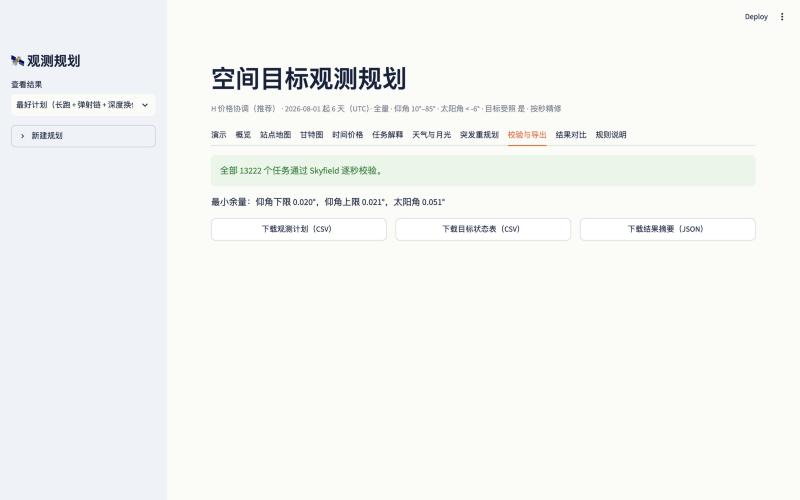 Deploy
观测规划
查看结果
最好计划（长跑 + 弹射链 + 深度换
新建规划
空间目标观测规划
H 价格协调（推荐） · 2026-08-01 起 6 天（UTC）· 全量 · 仰角 10°–85° · 太阳角 < -6° · 目标受照 是 · 按秒精修
演示 概览 站点地图 甘特图 时间价格 任务解释 天气与月光 突发重规划 校验与导出 结果对比 规则说明
全部 13222 个任务通过 Skyfield 逐秒校验。
最小余量：仰角下限 0.020°，仰角上限 0.021°，太阳角 0.051°
下载观测计划（CSV） 下载目标状态表（CSV） 下载结果摘要（JSON）